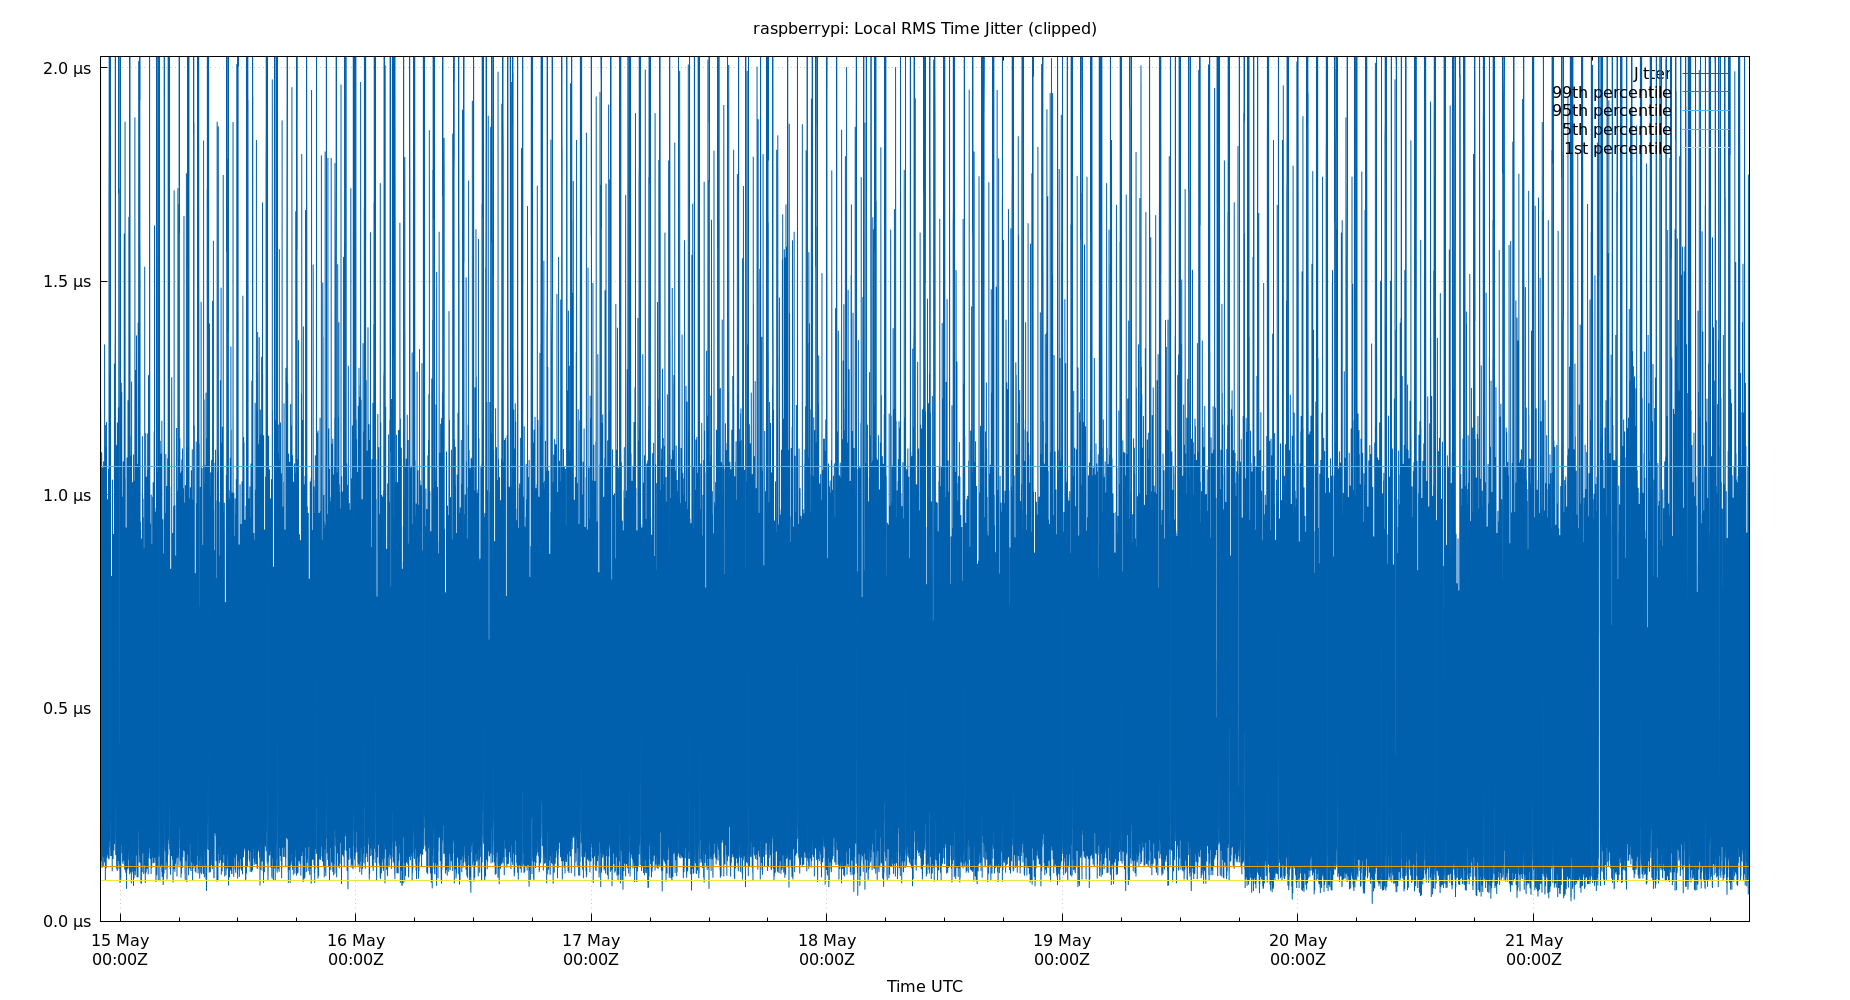 raspberrypi: Local RMS Time Jitter (clipped)
2.0 µs
1.5 µs
1.0 µs
0.5 µs
0.0 µs
Jitter
99th percentile
95th percentile
5th percentile
1st percentile
15 May 16 May 17 May 18 May 19 May 20 May 21 May
00:00Z 00:00Z 00:00Z 00:00Z 00:00Z 00:00Z 00:00Z
Time UTC